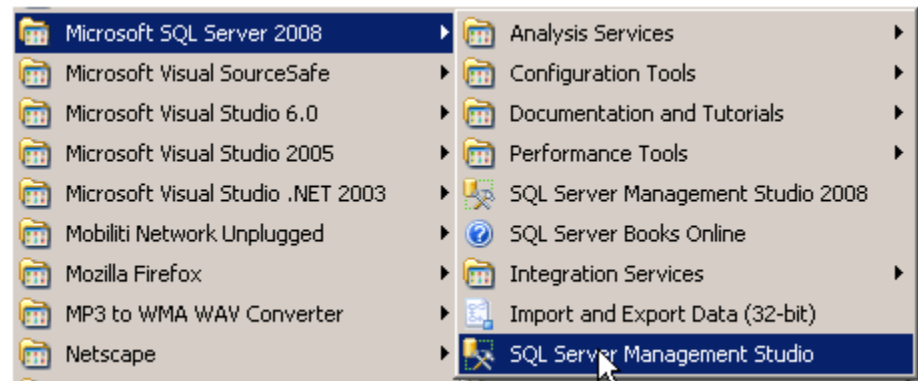 Microsoft SQL Server 2008
Microsoft Visual SourceSafe
Microsoft Visual Studio 6.0
Microsoft Visual Studio 2005
Microsoft Visual Studio .NET 2003
Mobiliti Network Unplugged
Mozilla Firefox
MP3 to WMA WAV Converter
Netscape
Analysis Services
Configuration Tools
Documentation and Tutorials
Performance Tools
SQL Server Management Studio 2008
SQL Server Books Online
Integration Services
Import and Export Data (32-bit)
SQL Server Management Studio